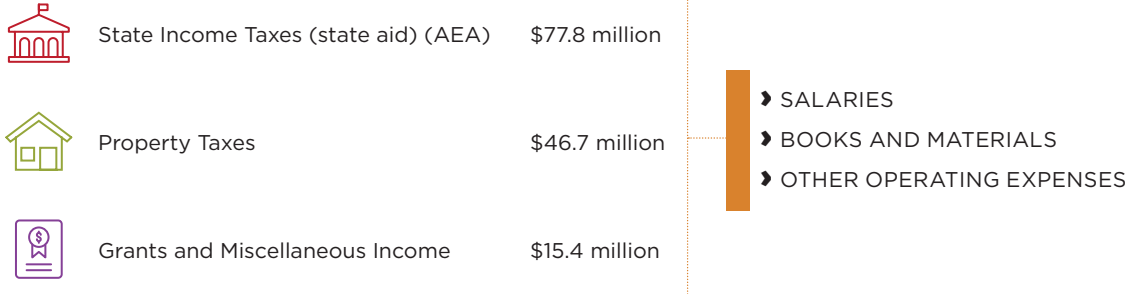 State Income Taxes (state aid) (AEA) $77.8 million
Property Taxes $46.7 million
$
Grants and Miscellaneous Income $15.4 million
SALARIES
BOOKS AND MATERIALS
OTHER OPERATING EXPENSES